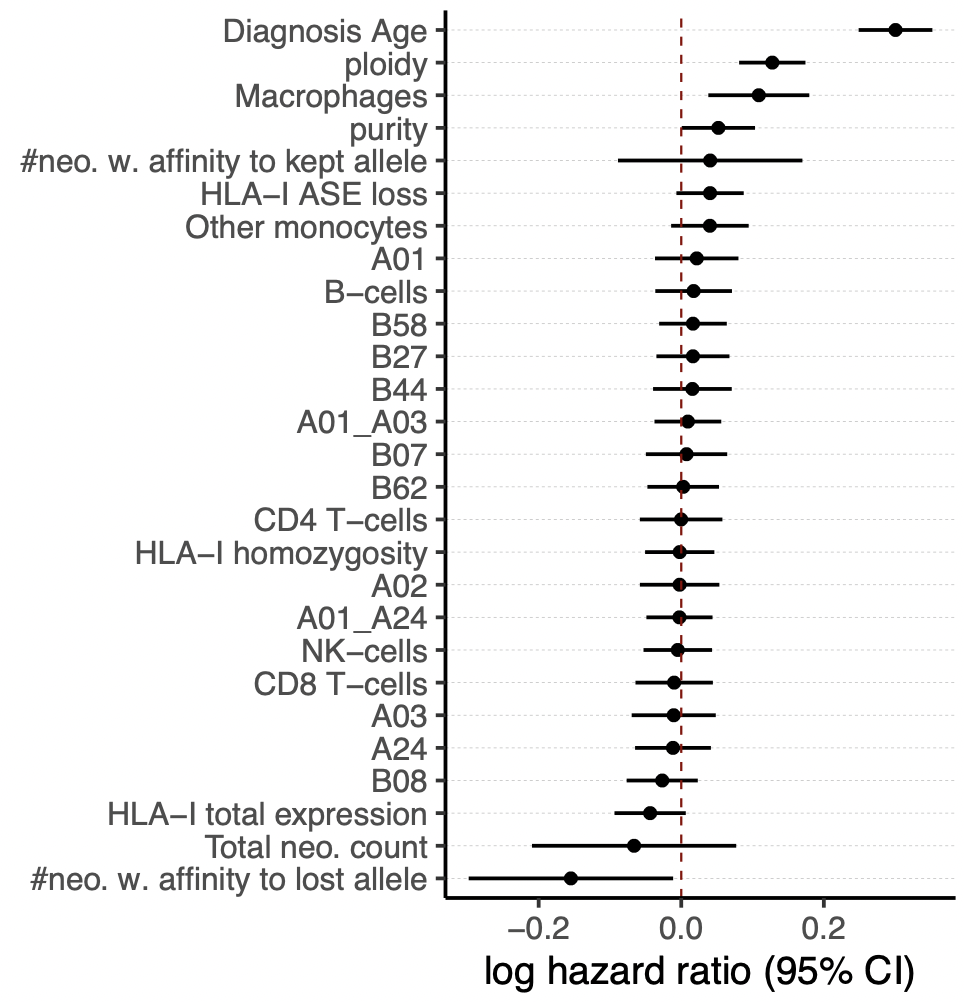 Diagnosis Age
ploidy
Macrophages
purity
#neo. w. affinity to kept allele
HLA−I ASE loss
Other monocytes
A01
B−cells
B58
B27
B44
A01_A03
B07
B62
CD4 T−cells
HLA−I homozygosity
A02
A01_A24
NK−cells
CD8 T−cells
A03
A24
B08
HLA−I total expression
Total neo. count
#neo. w. affinity to lost allele
−0.2 0.0 0.2
log hazard ratio (95% CI)